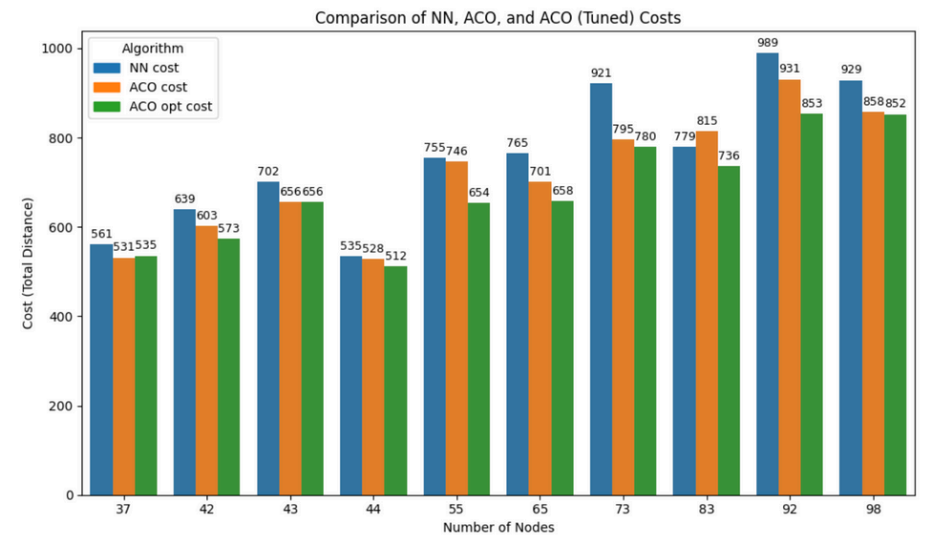 Comparison of NN, ACO, and ACO (Tuned) Costs
Algorithm
NN cost
ACO cost
ACO opt cost
Cost (Total Distance)
1000
800
600
400
200
0
561 531 535
639 603 573
702 656 656
535 528 512
755 746 654
765 701 658
921 795 780
779 815 736
989 931 853
929 858 852
37 42 43 44 55 65 73 83 92 98
Number of Nodes